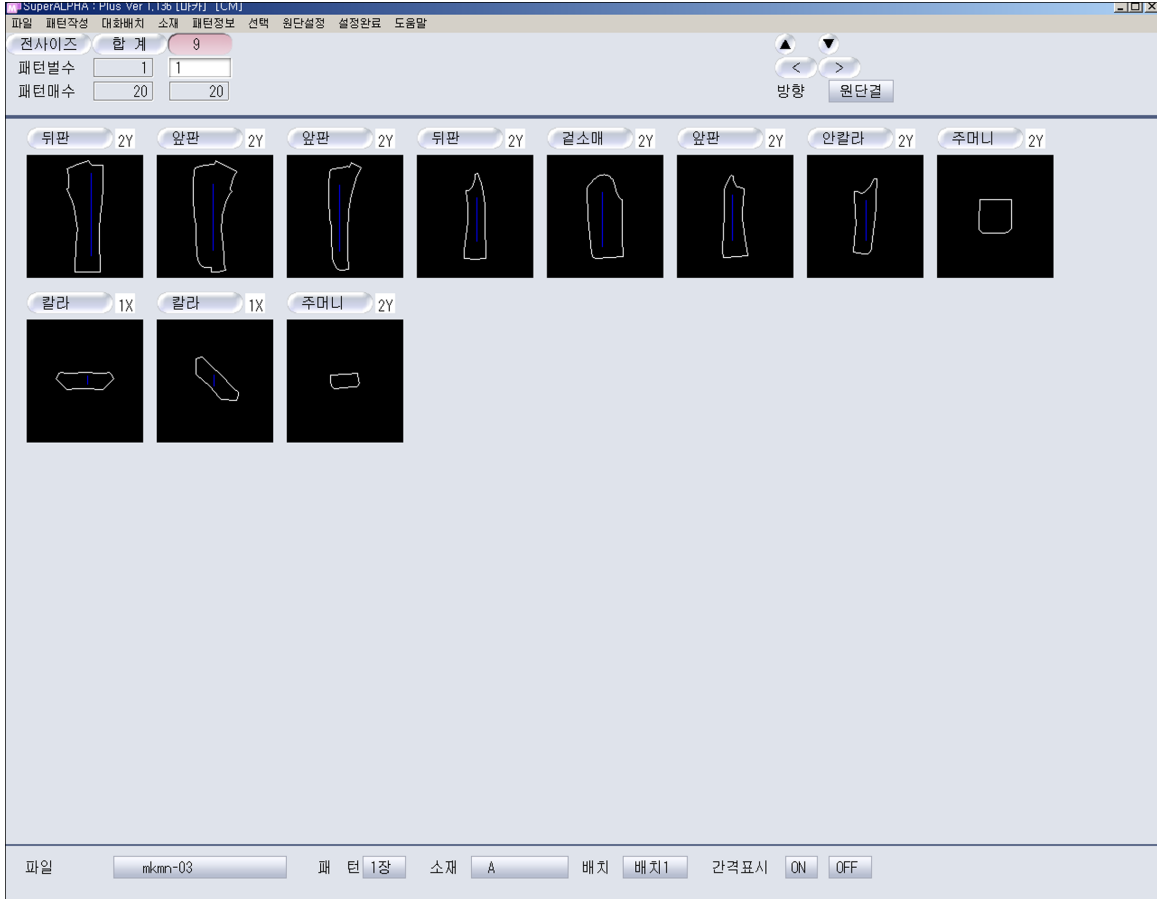 SuperALPHA : Plus Ver 1,136 [마카] [CM]
파일 패턴작성 대화배치 소재 패턴정보 선택 원단설정 설정완료 도움말
전사이즈 합 계 9 ▲ ▼
패턴벌수 1 1 < >
패턴매수 20 20 방향 원단결
뒤판 2Y 앞판 2Y 앞판 2Y 뒤판 2Y 겉소매 2Y 앞판 2Y 안칼라 2Y 주머니 2Y
칼라 1X 칼라 1X 주머니 2Y
파일 mkmn-03 패 턴 1장 소재 A 배치 배치1 간격표시 ON OFF